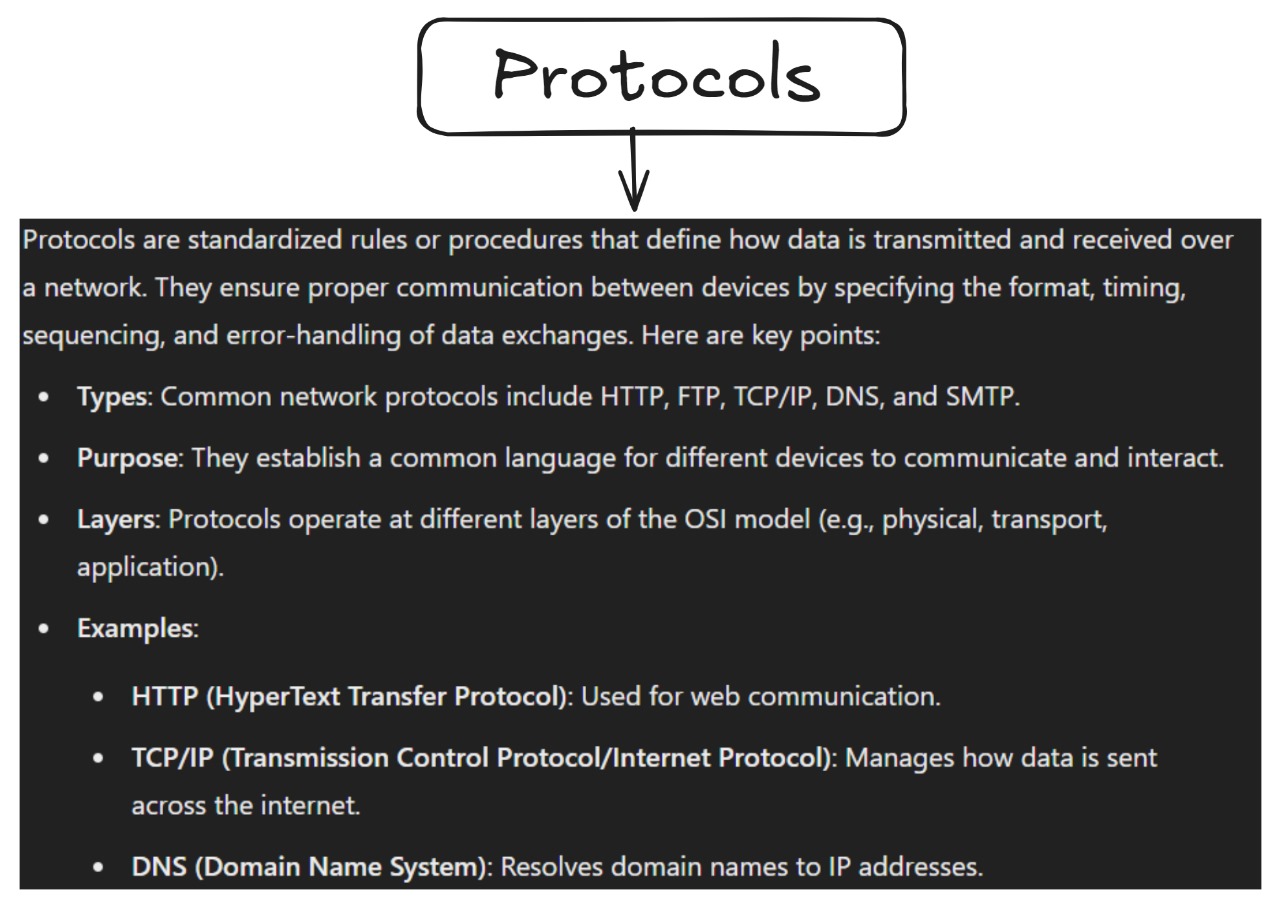 Protocols
Protocols are standardized rules or procedures that define how data is transmitted and received over
a network. They ensure proper communication between devices by specifying the format, timing,
sequencing, and error-handling of data exchanges. Here are key points:
• Types: Common network protocols include HTTP, FTP, TCP/IP, DNS, and SMTP.
• Purpose: They establish a common language for different devices to communicate and interact.
• Layers: Protocols operate at different layers of the OSI model (e.g., physical, transport,
application).
• Examples:
• HTTP (HyperText Transfer Protocol): Used for web communication.
• TCP/IP (Transmission Control Protocol/Internet Protocol): Manages how data is sent
across the internet.
• DNS (Domain Name System): Resolves domain names to IP addresses.